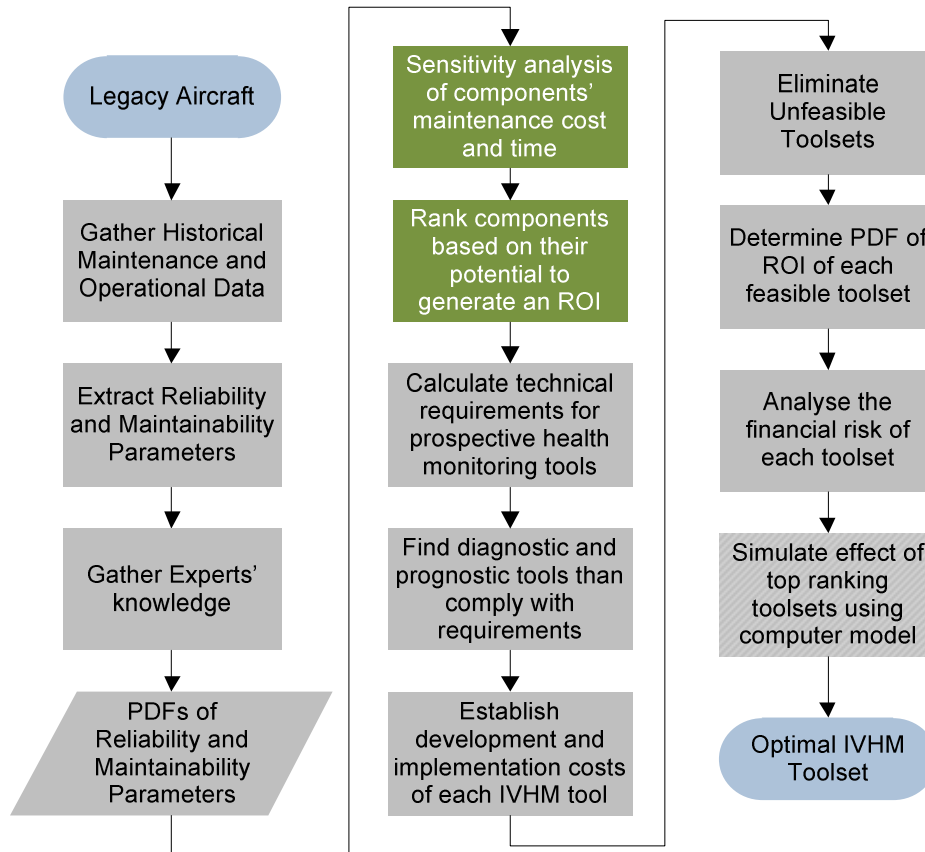 Legacy Aircraft
Gather Historical
Maintenance and
Operational Data
Extract Reliability
and Maintainability
Parameters
Gather Experts'
knowledge
PDFs of
Reliability and
Maintainability
Parameters
Sensitivity analysis
of components'
maintenance cost
and time
Rank components
based on their
potential to
generate an ROI
Calculate technical
requirements for
prospective health
monitoring tools
Find diagnostic and
prognostic tools than
comply with
requirements
Establish
development and
implementation costs
of each IVHM tool
Eliminate
Unfeasible
Toolsets
Determine PDF of
ROI of each
feasible toolset
Analyse the
financial risk of
each toolset
Simulate effect of
top ranking
toolsets using
computer model
Optimal IVHM
Toolset